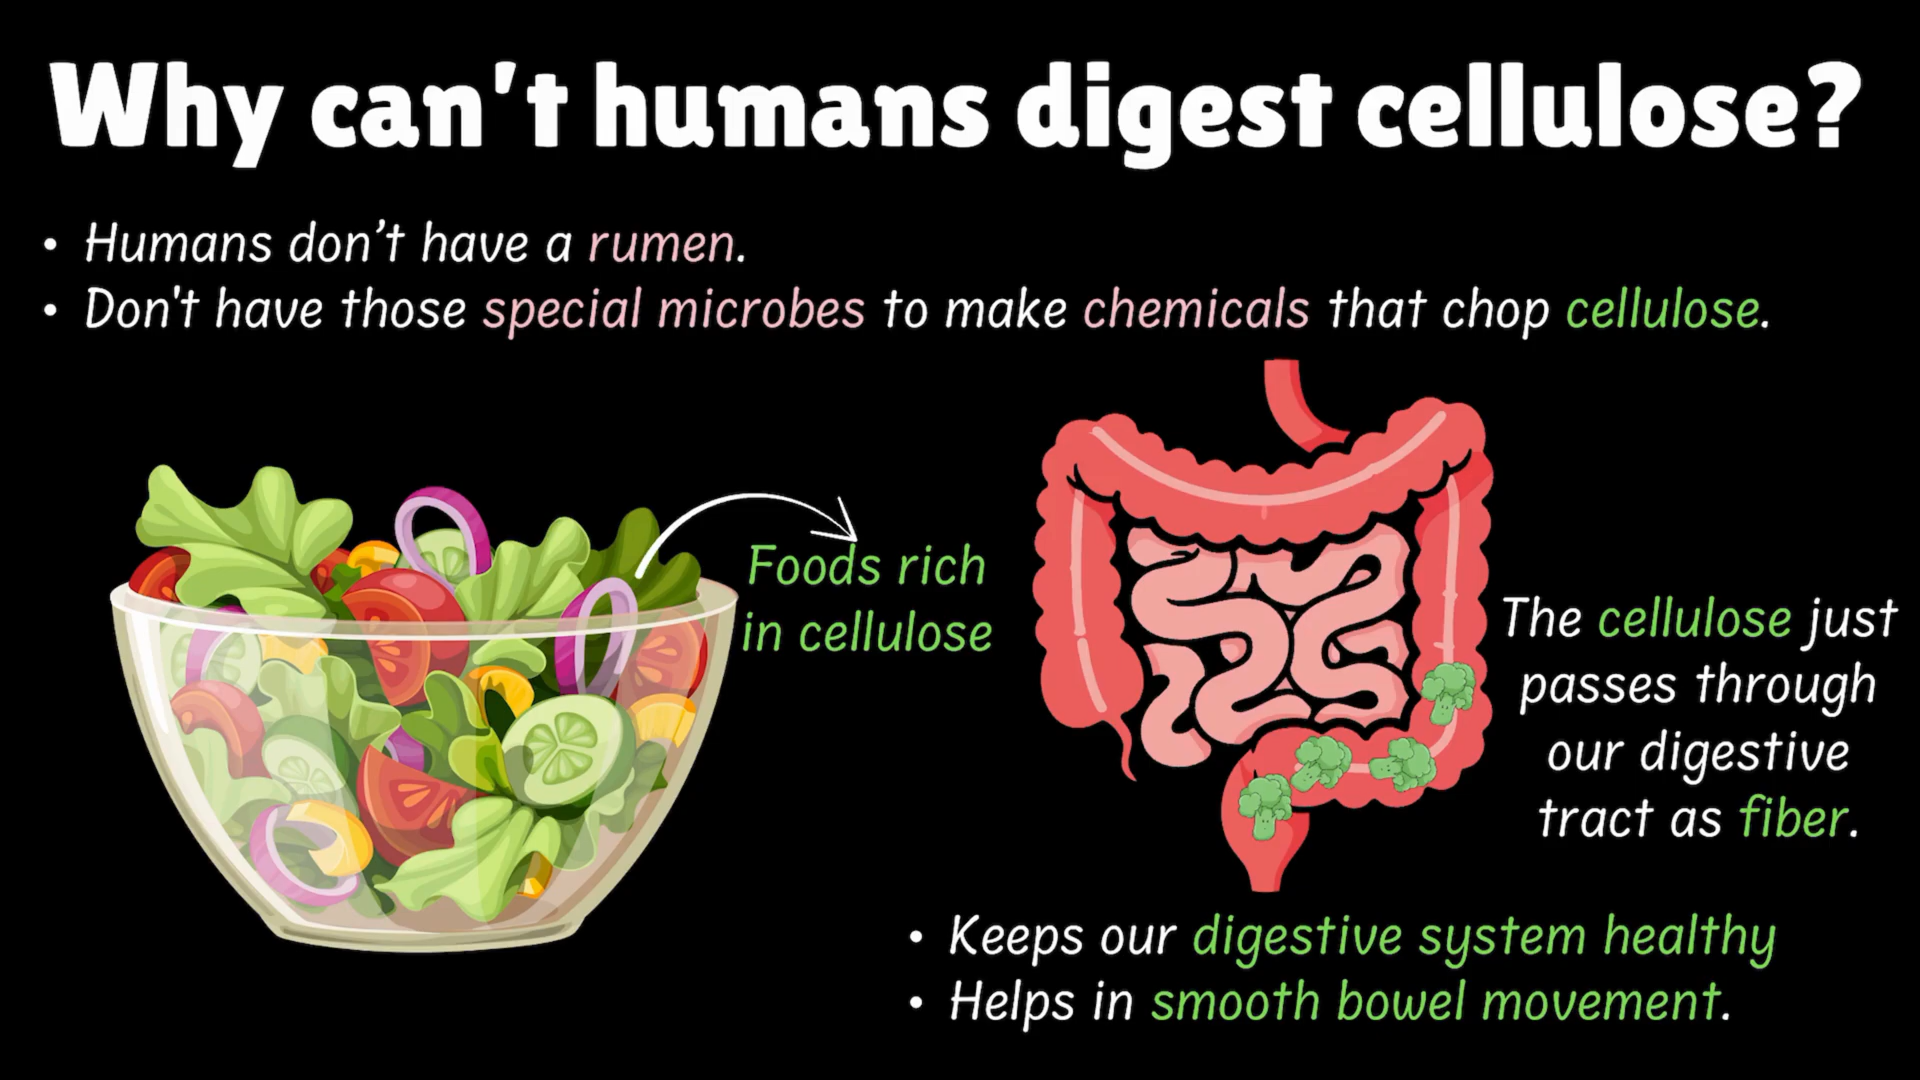 Why can't humans digest cellulose?
• Humans don’t have a rumen.
• Don't have those special microbes to make chemicals that chop cellulose.
Foods rich
in cellulose
The cellulose just
passes through
our digestive
tract as fiber.
• Keeps our digestive system healthy
• Helps in smooth bowel movement.